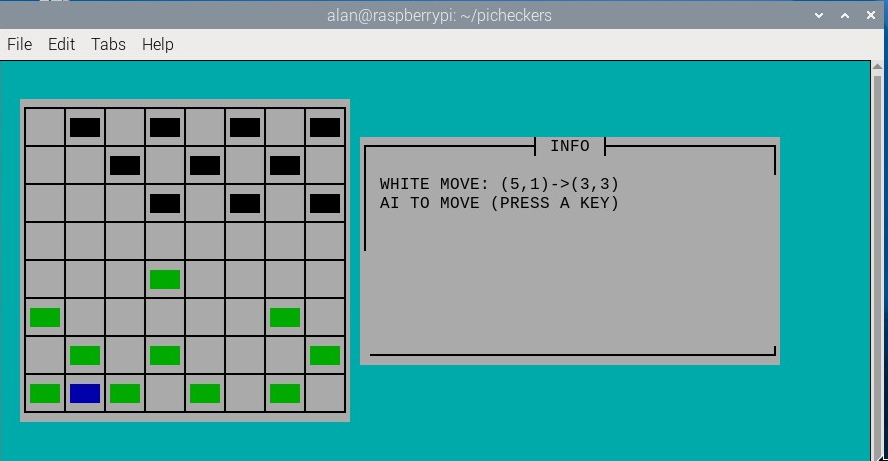 alan@raspberrypi: ~/picheckers
File Edit Tabs Help
INFO
WHITE MOVE: (5,1)->(3,3)
AI TO MOVE (PRESS A KEY)